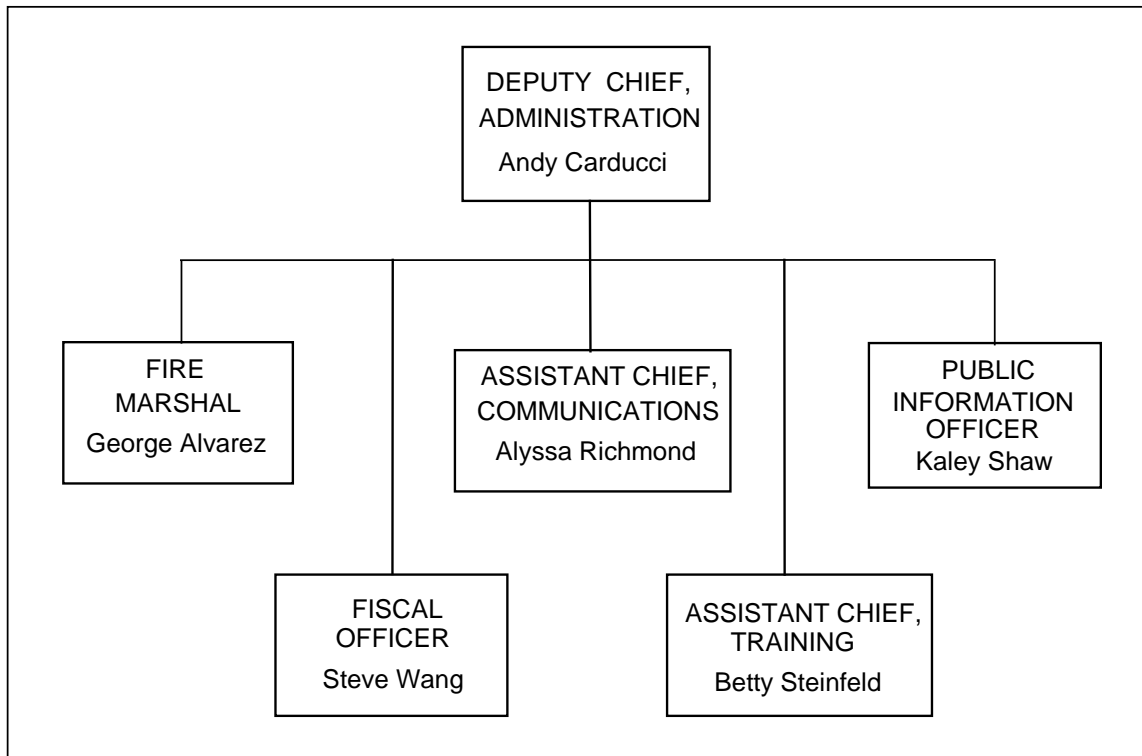 DEPUTY CHIEF,
ADMINISTRATION
Andy Carducci
FIRE
MARSHAL
George Alvarez
ASSISTANT CHIEF,
COMMUNICATIONS
Alyssa Richmond
PUBLIC
INFORMATION
OFFICER
Kaley Shaw
FISCAL
OFFICER
Steve Wang
ASSISTANT CHIEF,
TRAINING
Betty Steinfeld